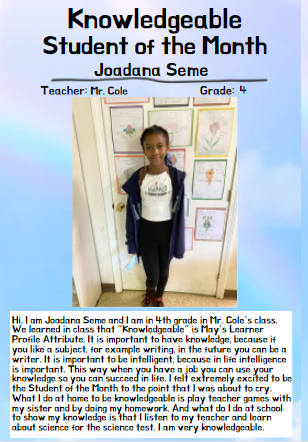 Knowledgeable
Student of the Month
Joadana Seme
Teacher: Mr. Cole Grade: 4
Hi, I am Joadana Seme and I am in 4th grade in Mr. Cole's class.
We learned in class that "Knowledgeable" is May's Learner
Profile Attribute. It is important to have knowledge, because if
you like a subject, for example writing, in the future you can be a
writer. It is important to be intelligent, because in life intelligence
is important. This way when you have a job you can use your
knowledge so you can succeed in life. I felt extremely excited to be
the Student of the Month to the point that I was about to cry.
What I do at home to be knowledgeable is play teacher games with
my sister and by doing my homework. And what do I do at school
to show my knowledge is that I listen to my teacher and learn
about science for the science test. I am very knowledgeable.